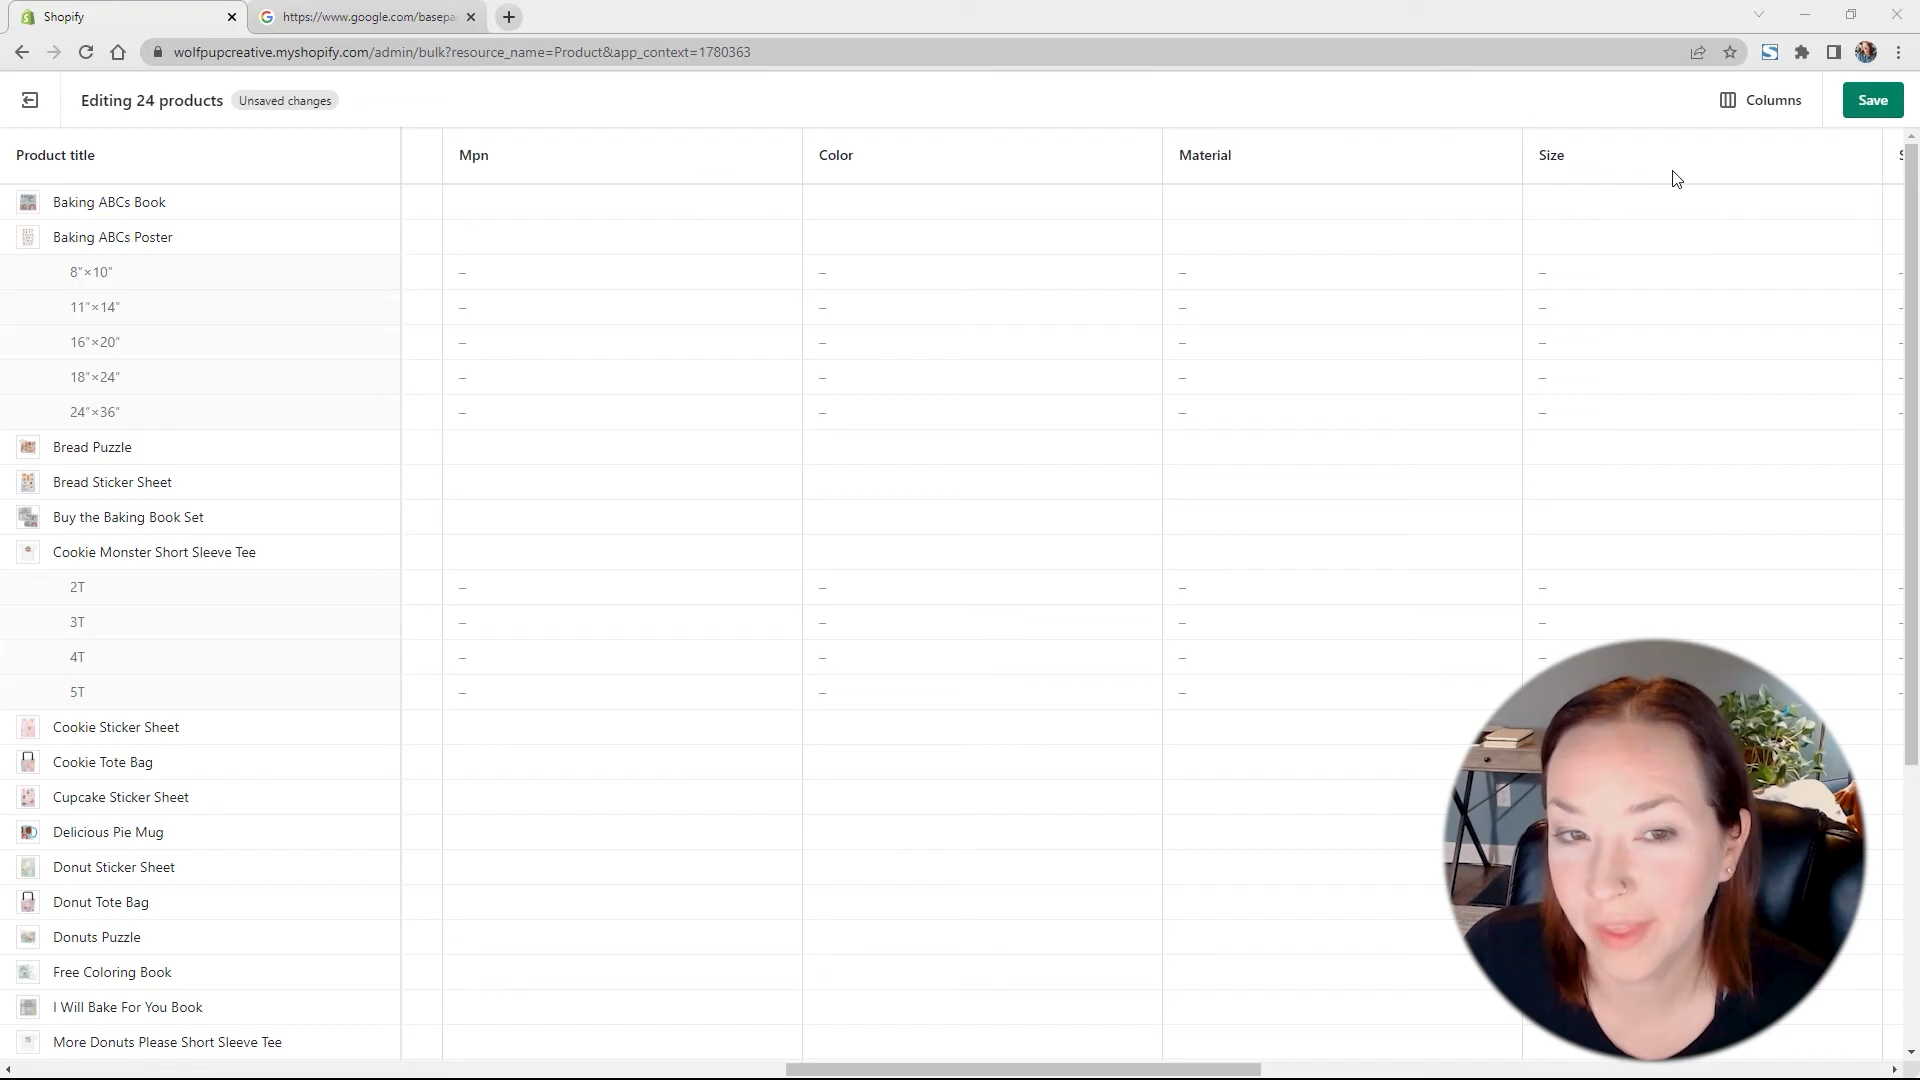 Shopify
https://www.google.com/basepa
wolfpupcreative.myshopify.com/admin/bulk?resource_name=Product&app_context=1780363
Editing 24 products Unsaved changes Columns Save
Product title Mpn Color Material Size
Baking ABCs Book
Baking ABCs Poster
8"×10" – – – –
11"×14" – – – –
16"×20" – – – –
18"×24" – – – –
24"×36" – – – –
Bread Puzzle
Bread Sticker Sheet
Buy the Baking Book Set
Cookie Monster Short Sleeve Tee
2T – – – –
3T – – – –
4T – – – –
5T – – –
Cookie Sticker Sheet
Cookie Tote Bag
Cupcake Sticker Sheet
Delicious Pie Mug
Donut Sticker Sheet
Donut Tote Bag
Donuts Puzzle
Free Coloring Book
I Will Bake For You Book
More Donuts Please Short Sleeve Tee